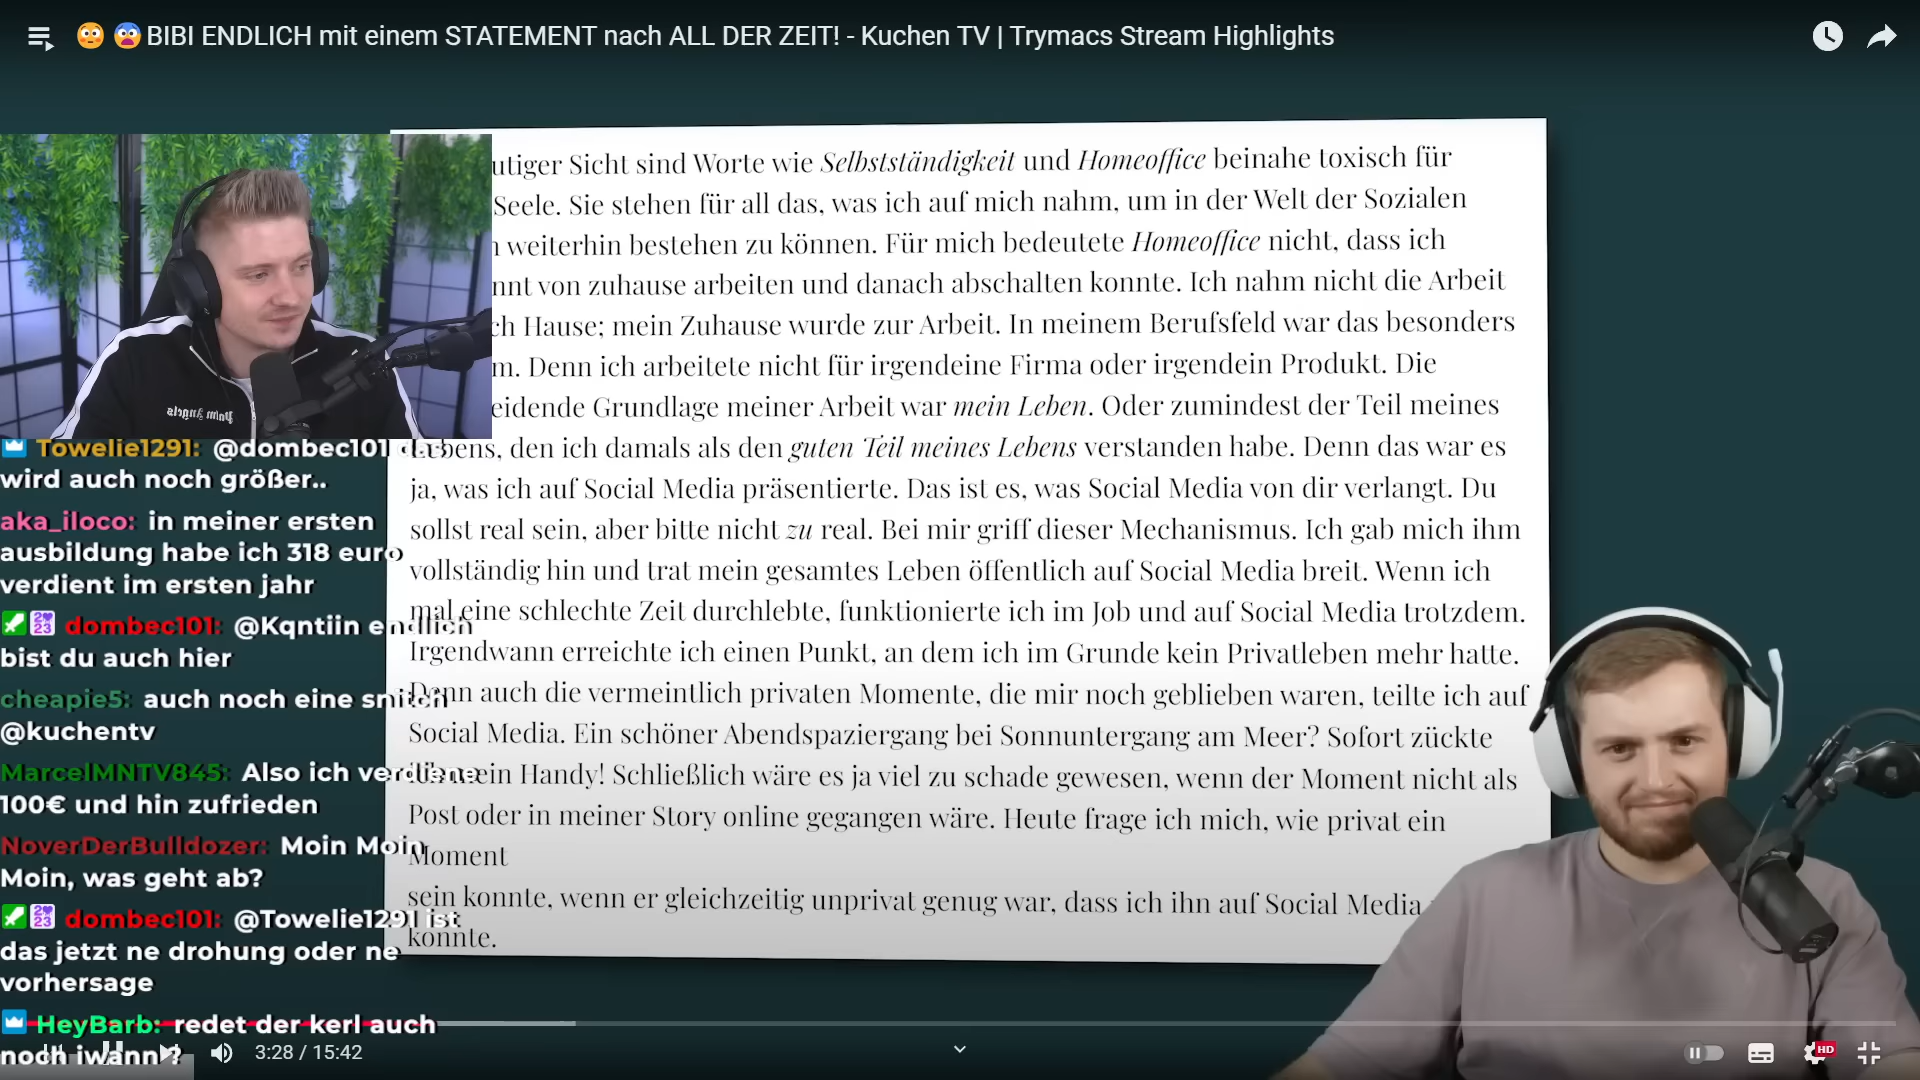 BIBI ENDLICH mit einem STATEMENT nach ALL DER ZEIT! - Kuchen TV | Trymacs Stream Highlights
utiger Sicht sind Worte wie Selbstständigkeit und Homeoffice beinahe toxisch für
Seele. Sie stehen für all das, was ich auf mich nahm, um in der Welt der Sozialen
n weiterhin bestehen zu können. Für mich bedeutete Homeoffice nicht, dass ich
nnt von zuhause arbeiten und danach abschalten konnte. Ich nahm nicht die Arbeit
ch Hause; mein Zuhause wurde zur Arbeit. In meinem Berufsfeld war das besonders
m. Denn ich arbeitete nicht für irgendeine Firma oder irgendein Produkt. Die
eidende Grundlage meiner Arbeit war mein Leben. Oder zumindest der Teil meines
Lebens, den ich damals als den guten Teil meines Lebens verstanden habe. Denn das war es
ja, was ich auf Social Media präsentierte. Das ist es, was Social Media von dir verlangt. Du
sollst real sein, aber bitte nicht zu real. Bei mir griff dieser Mechanismus. Ich gab mich ihm
vollständig hin und trat mein gesamtes Leben öffentlich auf Social Media breit. Wenn ich
mal eine schlechte Zeit durchlebte, funktionierte ich im Job und auf Social Media trotzdem.
Irgendwann erreichte ich einen Punkt, an dem ich im Grunde kein Privatleben mehr hatte.
Denn auch die vermeintlich privaten Momente, die mir noch geblieben waren, teilte ich auf
Social Media. Ein schöner Abendspaziergang bei Sonnuntergang am Meer? Sofort zückte
ich mein Handy! Schließlich wäre es ja viel zu schade gewesen, wenn der Moment nicht als
Post oder in meiner Story online gegangen wäre. Heute frage ich mich, wie privat ein
Moment
sein konnte, wenn er gleichzeitig unprivat genug war, dass ich ihn auf Social Media
konnte.
Palm Angels
Towelie1291: @dombec101 das
wird auch noch größer..
aka_iloco: in meiner ersten
ausbildung habe ich 318 euro
verdient im ersten jahr
dombec101: @Kqntiin endlich
bist du auch hier
cheapie5: auch noch eine snitch
@kuchentv
MarcelMNTV845: Also ich verdiene
100€ und hin zufrieden
NoverDerBulldozer: Moin Moin
Moin, was geht ab?
dombec101: @Towelie1291 ist
das jetzt ne drohung oder ne
vorhersage
HeyBarb: redet der kerl auch
noch iwann?
3:28 / 15:42
HD